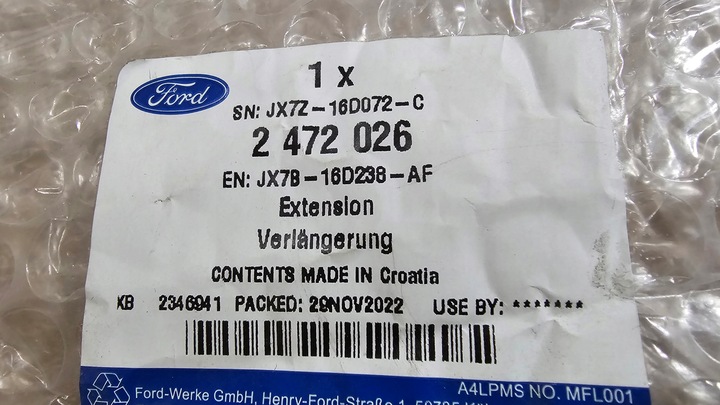 Ford
1 x
SN: JX7Z-16D072-C
2 472 026
EN: JX7B-16D238-AF
Extension
Verlängerung
CONTENTS MADE IN Croatia
KB 2346941 PACKED: 29NOV2022 USE BY: *******
A4LPMS NO. MFL001
Ford-Werke GmbH, Henry-Ford-Straße 1,